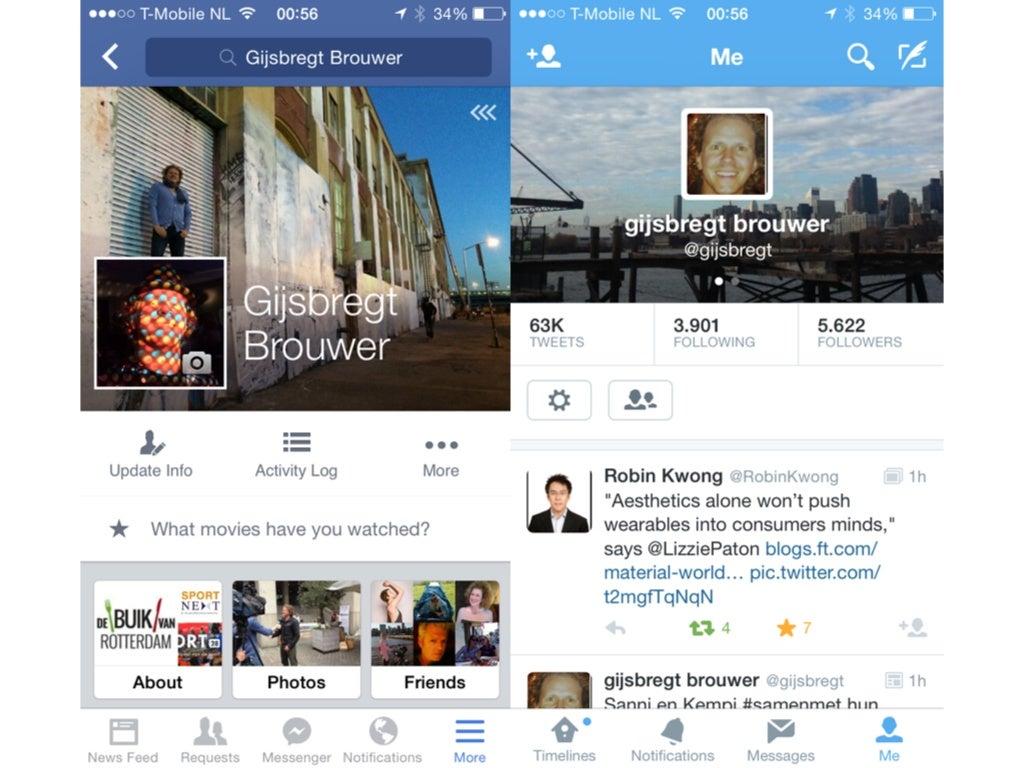 T-Mobile NL 00:56 34%
Gijsbregt Brouwer
Gijsbregt
Brouwer
Update Info Activity Log More
What movies have you watched?
DE BUIK VAN
ROTTERDAM
SPORT
NEXT
About Photos Friends
News Feed Requests Messenger Notifications More
T-Mobile NL 00:56 34%
Me
gijsbregt brouwer
@gijsbregt
63K 3.901 5.622
TWEETS FOLLOWING FOLLOWERS
Robin Kwong @RobinKwong 1h
"Aesthetics alone won't push
wearables into consumers minds,"
says @LizziePaton blogs.ft.com/
material-world… pic.twitter.com/
t2mgfTqNqN
4 7
gijsbregt brouwer @gijsbregt 1h
Sanni en Kempi #samenmet hun
Timelines Notifications Messages Me